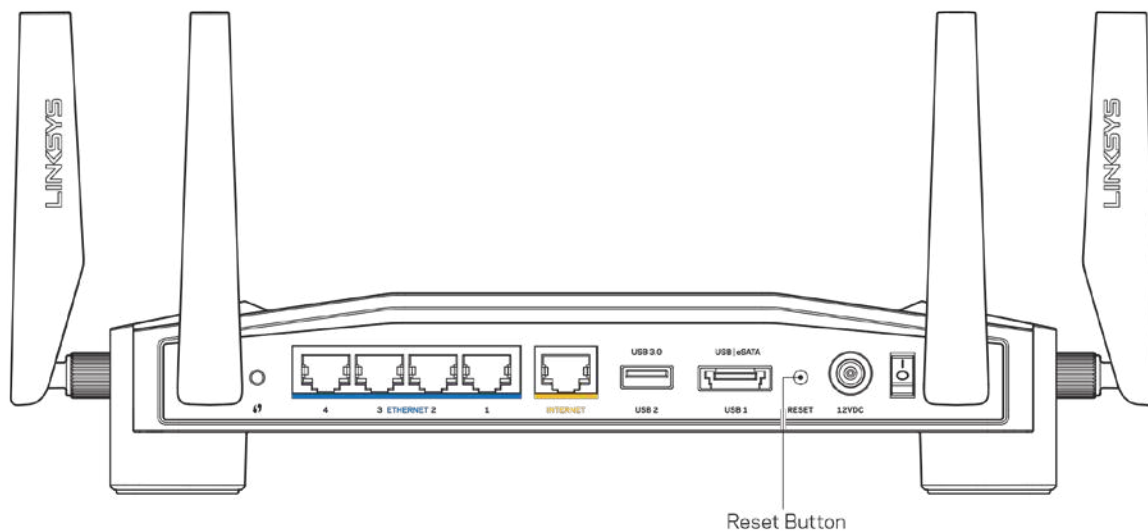 LINKSYS
LINKSYS
USB 3.0
USB | eSATA
4
3 ETHERNET 2
1
INTERNET
USB 2
USB 1
RESET
12VDC
Reset Button